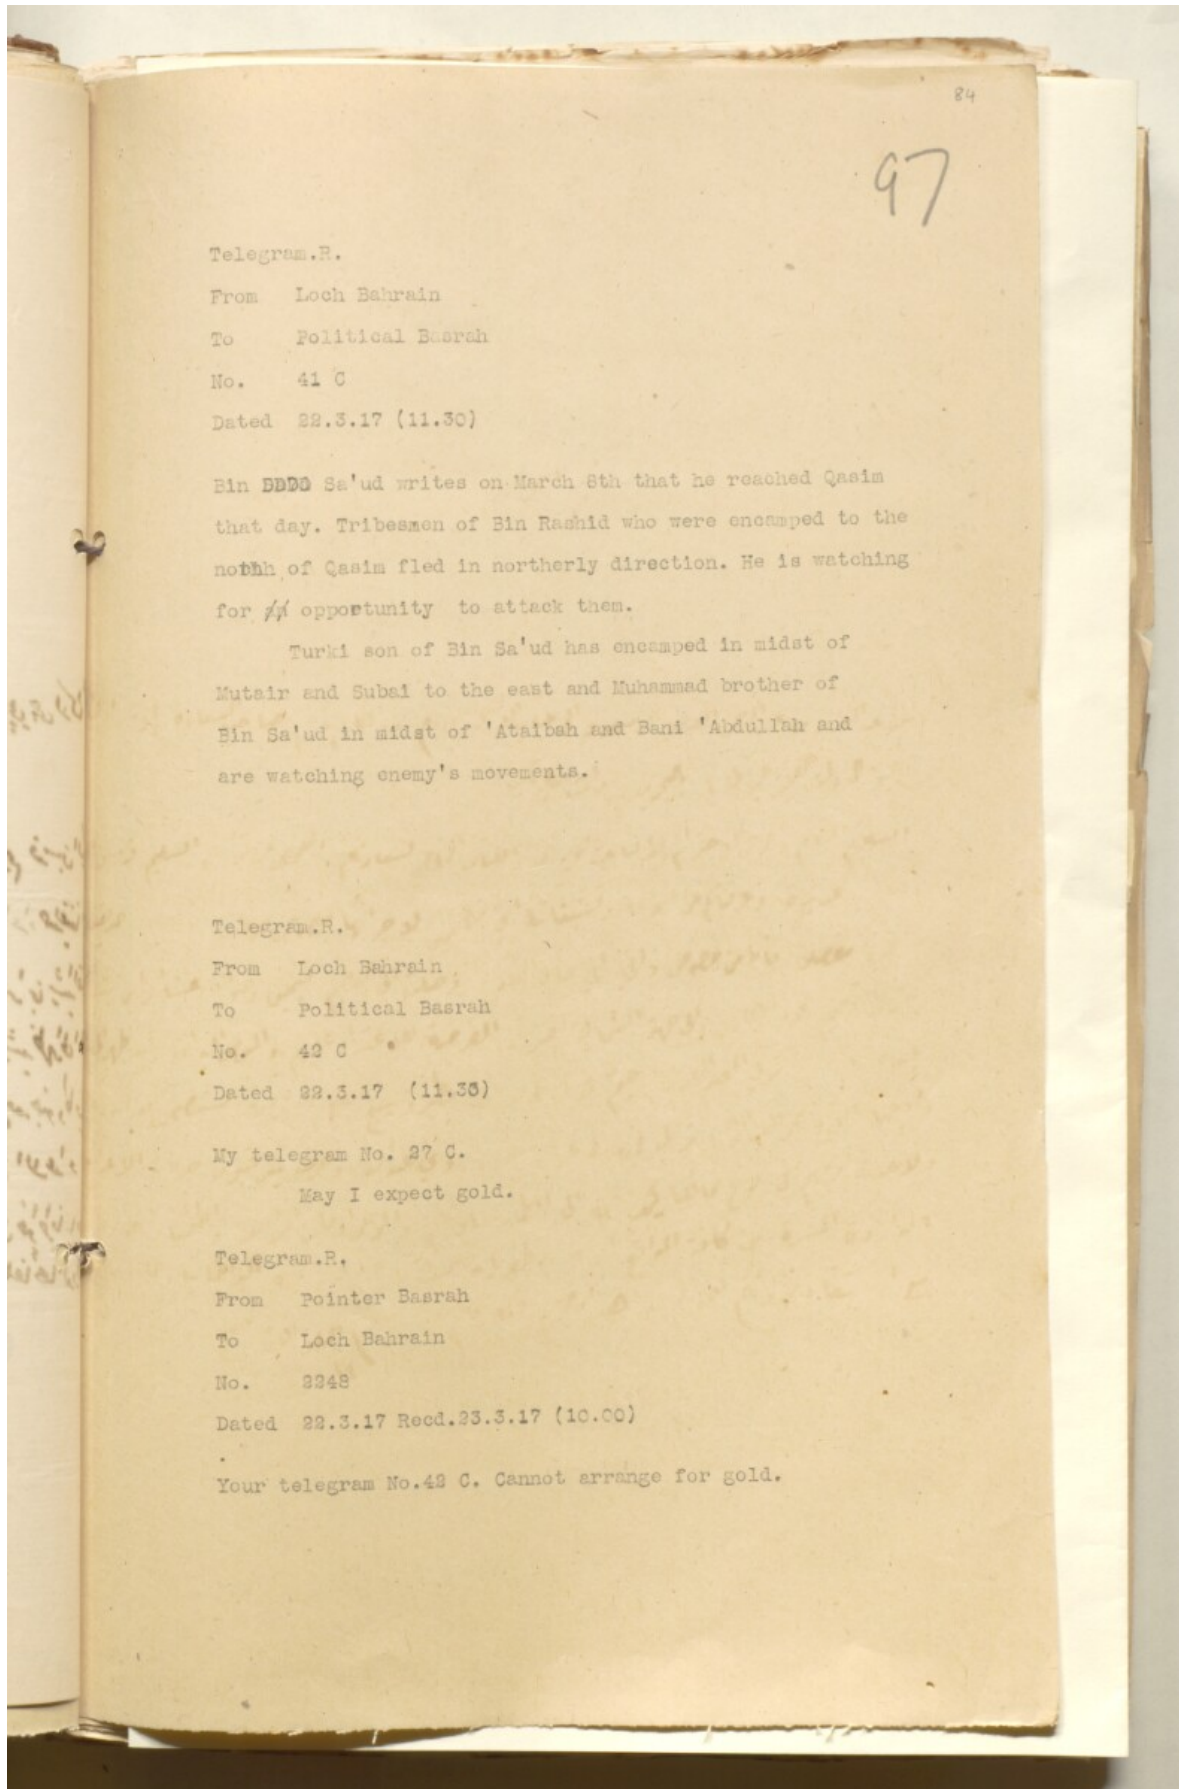 84
97
Telegram.R.
From Loch Bahrain
To Political Basrah
No. 41 C
Dated 22.3.17 (11.30)
Bin Sa'ud writes on March 8th that he reached Qasim
that day. Tribesmen of Bin Rashid who were encamped to the
nothh of Qasim fled in northerly direction. He is watching
for opportunity to attack them.
Turki son of Bin Sa'ud has encamped in midst of
Mutair and Subai to the east and Muhammad brother of
Bin Sa'ud in midst of 'Ataibah and Bani 'Abdullah and
are watching enemy's movements.
Telegram.R.
From Loch Bahrain
To Political Basrah
No. 42 C
Dated 22.3.17 (11.35)
My telegram No. 27 C.
May I expect gold.
Telegram.R.
From Pointer Basrah
To Loch Bahrain
No. 2248
Dated 22.3.17 Recd.23.3.17 (10.00)
Your telegram No.42 C. Cannot arrange for gold.